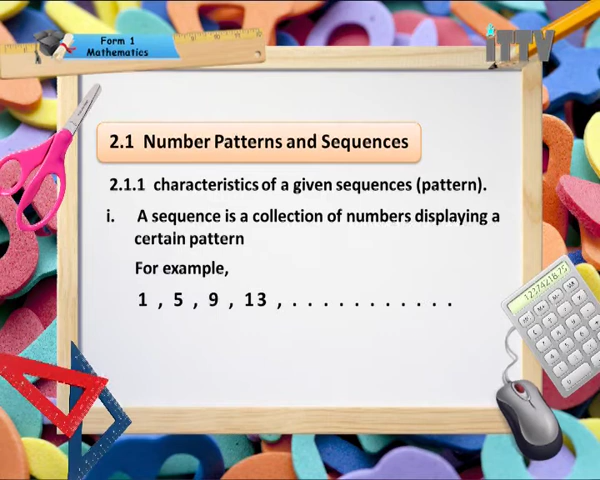 Form 1
Mathematics
iTTV
2.1 Number Patterns and Sequences
2.1.1 characteristics of a given sequences (pattern).
i. A sequence is a collection of numbers displaying a
certain pattern
For example,
1 , 5 , 9 , 13 , . . . . . . . . . . . .